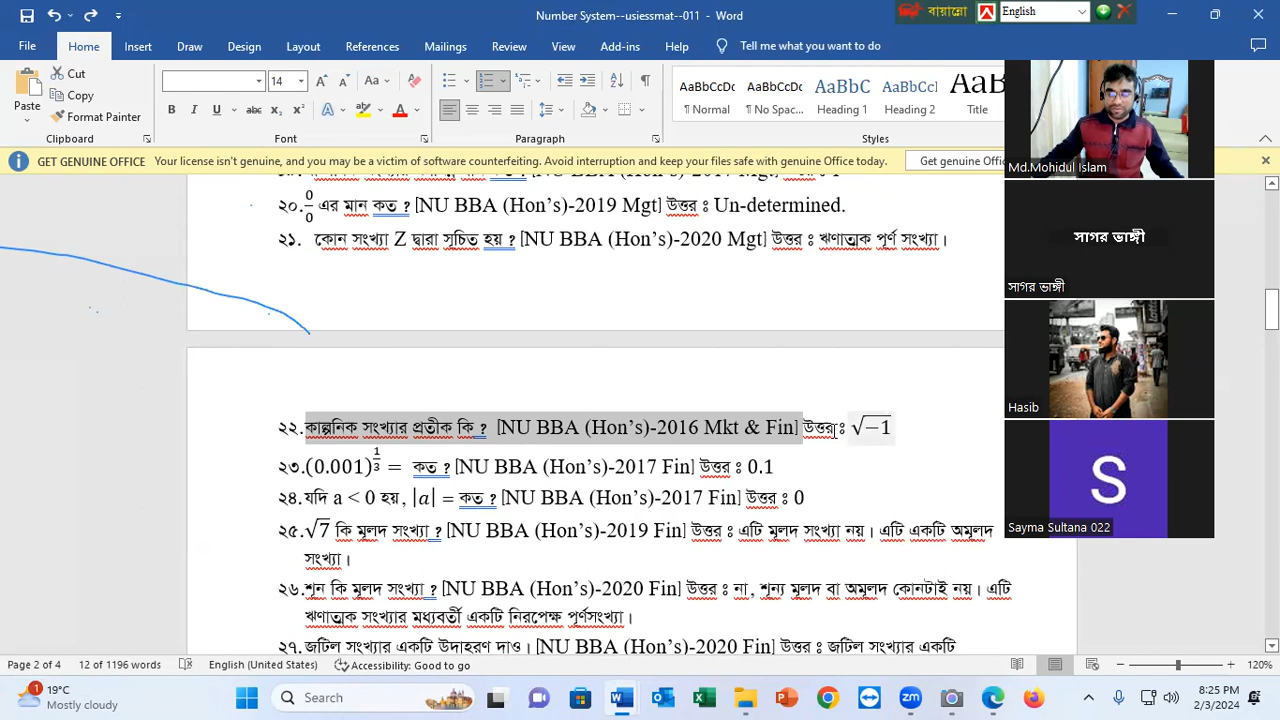 Number System--usiessmat--011 - Word
বায়ান্নো
English
File Home Insert Draw Design Layout References Mailings Review View Add-ins Help Tell me what you want to do
Cut
Copy
Format Painter
Paste
14
Aa
B I U abc
AaBbCcDc AaBbCcDc AaBbC AaBbCcD AaB
¶ Normal ¶ No Spac... Heading 1 Heading 2 Title
Clipboard Font Paragraph Styles
GET GENUINE OFFICE Your license isn't genuine, and you may be a victim of software counterfeiting. Avoid interruption and keep your files safe with genuine Office today. Get genuine Offi
২০. 0/0 এর মান কত ? [NU BBA (Hon's)-2019 Mgt] উত্তর ঃ Un-determined.
২১. কোন সংখ্যা Z দ্বারা সূচিত হয় ? [NU BBA (Hon's)-2020 Mgt] উত্তর ঃ ঋণাত্মক পূর্ণ সংখ্যা।
২২. কাল্পনিক সংখ্যার প্রতীক কি ? [NU BBA (Hon's)-2016 Mkt & Fin] উত্তর ঃ √−1
২৩. (0.001)^1/3 = কত ? [NU BBA (Hon's)-2017 Fin] উত্তর ঃ 0.1
২৪. যদি a < 0 হয়, |a| = কত ? [NU BBA (Hon's)-2017 Fin] উত্তর ঃ 0
২৫. √7 কি মূলদ সংখ্যা ? [NU BBA (Hon's)-2019 Fin] উত্তর ঃ এটি মূলদ সংখ্যা নয়। এটি একটি অমূলদ
সংখ্যা।
২৬. শূন কি মূলদ সংখ্যা ? [NU BBA (Hon's)-2020 Fin] উত্তর ঃ না, শূন্য মূলদ বা অমূলদ কোনটাই নয়। এটি
ঋণাত্মক সংখ্যার মধ্যবর্তী একটি নিরপেক্ষ পূর্ণসংখ্যা।
২৭. জটিল সংখ্যার একটি উদাহরণ দাও। [NU BBA (Hon's)-2020 Fin] উত্তর ঃ জটিল সংখ্যার একটি
Md.Mohidul Islam
সাগর ভাঙ্গী
সাগর ভাঙ্গী
Hasib
S
Sayma Sultana 022
Page 2 of 4 12 of 1196 words English (United States) Accessibility: Good to go 120%
1
19°C
Mostly cloudy
Search
8:25 PM
2/3/2024